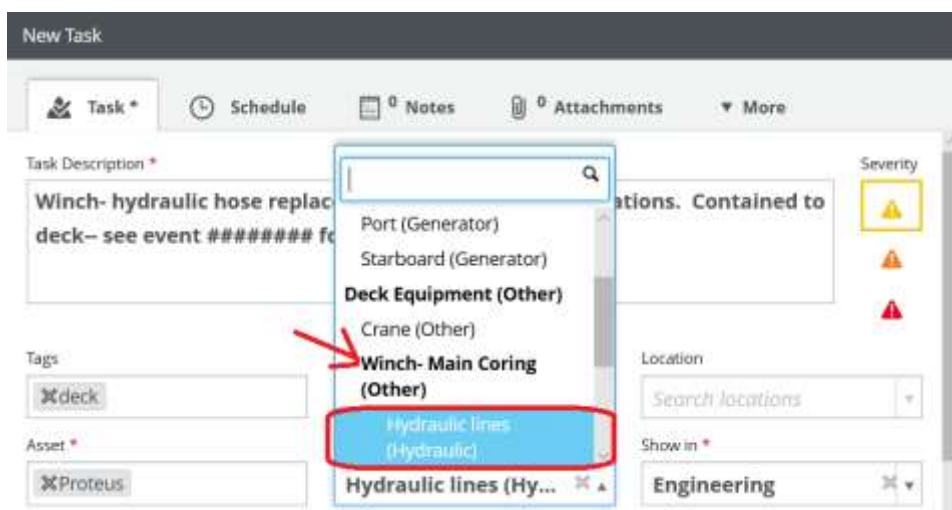 New Task
Task *
Schedule
0 Notes
0 Attachments
▼ More
Task Description *
Severity
Winch- hydraulic hose replac
ations. Contained to
deck-- see event ######## fo
Port (Generator)
Starboard (Generator)
Deck Equipment (Other)
Crane (Other)
Winch- Main Coring
(Other)
Hydraulic lines
(Hydraulic)
Tags
Location
deck
Search locations
Asset *
Show in *
Proteus
Hydraulic lines (Hy...
Engineering